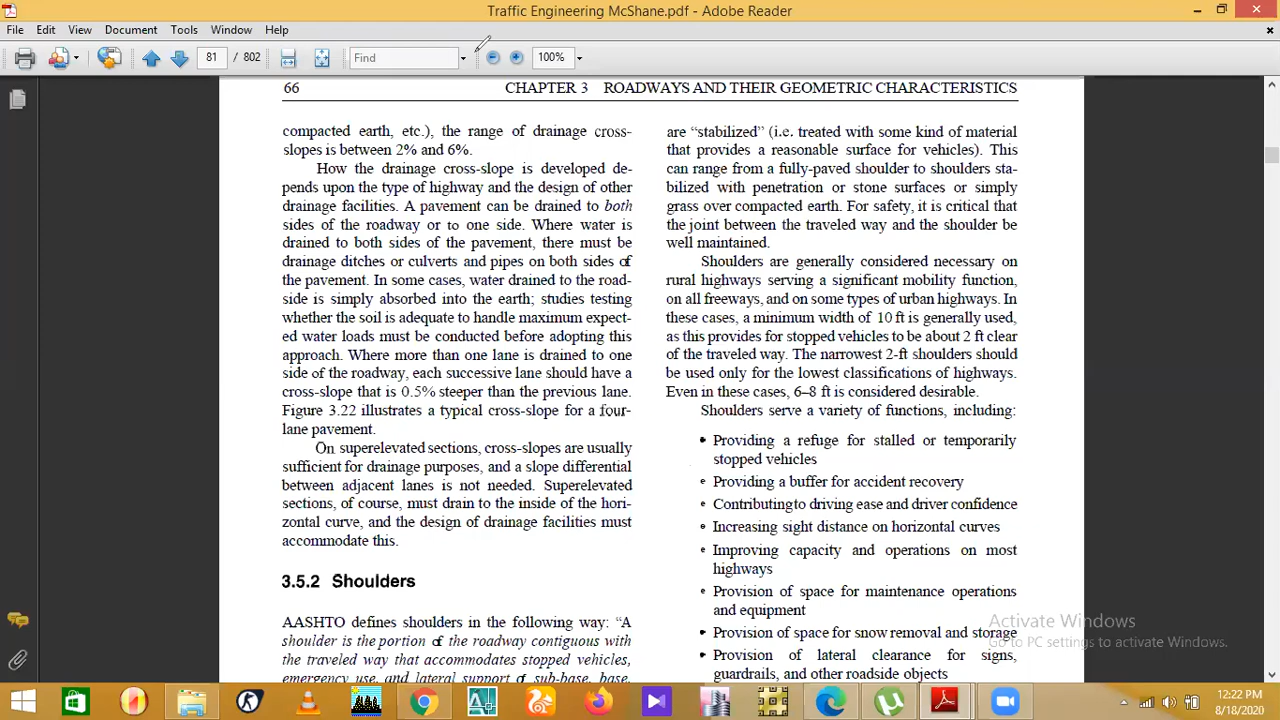 Traffic Engineering McShane.pdf - Adobe Reader
File Edit View Document Tools Window Help
81 / 802 Find 100%
66 CHAPTER 3 ROADWAYS AND THEIR GEOMETRIC CHARACTERISTICS
compacted earth, etc.), the range of drainage cross-
slopes is between 2% and 6%.
How the drainage cross-slope is developed de-
pends upon the type of highway and the design of other
drainage facilities. A pavement can be drained to both
sides of the roadway or to one side. Where water is
drained to both sides of the pavement, there must be
drainage ditches or culverts and pipes on both sides of
the pavement. In some cases, water drained to the road-
side is simply absorbed into the earth; studies testing
whether the soil is adequate to handle maximum expect-
ed water loads must be conducted before adopting this
approach. Where more than one lane is drained to one
side of the roadway, each successive lane should have a
cross-slope that is 0.5% steeper than the previous lane.
Figure 3.22 illustrates a typical cross-slope for a four-
lane pavement.
On superelevated sections, cross-slopes are usually
sufficient for drainage purposes, and a slope differential
between adjacent lanes is not needed. Superelevated
sections, of course, must drain to the inside of the hori-
zontal curve, and the design of drainage facilities must
accommodate this.
3.5.2 Shoulders
AASHTO defines shoulders in the following way: “A
shoulder is the portion of the roadway contiguous with
the traveled way that accommodates stopped vehicles,
emergency use, and lateral support of sub-base, base,
are “stabilized” (i.e. treated with some kind of material
that provides a reasonable surface for vehicles). This
can range from a fully-paved shoulder to shoulders sta-
bilized with penetration or stone surfaces or simply
grass over compacted earth. For safety, it is critical that
the joint between the traveled way and the shoulder be
well maintained.
Shoulders are generally considered necessary on
rural highways serving a significant mobility function,
on all freeways, and on some types of urban highways. In
these cases, a minimum width of 10 ft is generally used,
as this provides for stopped vehicles to be about 2 ft clear
of the traveled way. The narrowest 2-ft shoulders should
be used only for the lowest classifications of highways.
Even in these cases, 6–8 ft is considered desirable.
Shoulders serve a variety of functions, including:
• Providing a refuge for stalled or temporarily
stopped vehicles
• Providing a buffer for accident recovery
• Contributing to driving ease and driver confidence
• Increasing sight distance on horizontal curves
• Improving capacity and operations on most
highways
• Provision of space for maintenance operations
and equipment
• Provision of space for snow removal and storage
• Provision of lateral clearance for signs,
guardrails, and other roadside objects
Activate Windows
Go to PC settings to activate Windows.
12:22 PM
8/18/2020